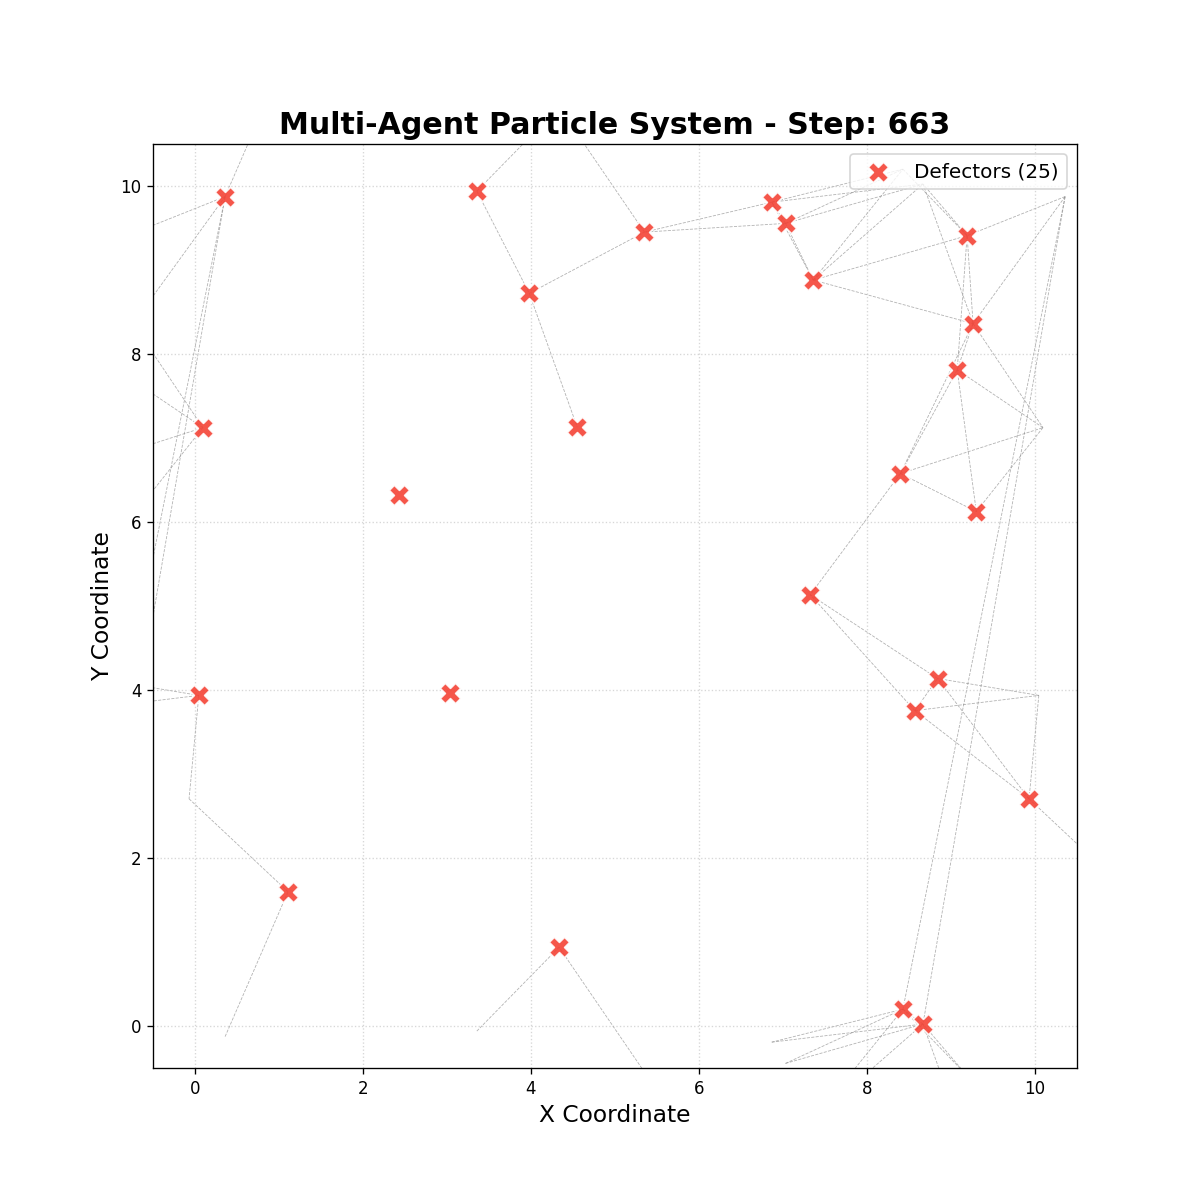 Multi-Agent Particle System - Step: 663
Defectors (25)
10
8
6
4
2
0
Y Coordinate
0 2 4 6 8 10
X Coordinate